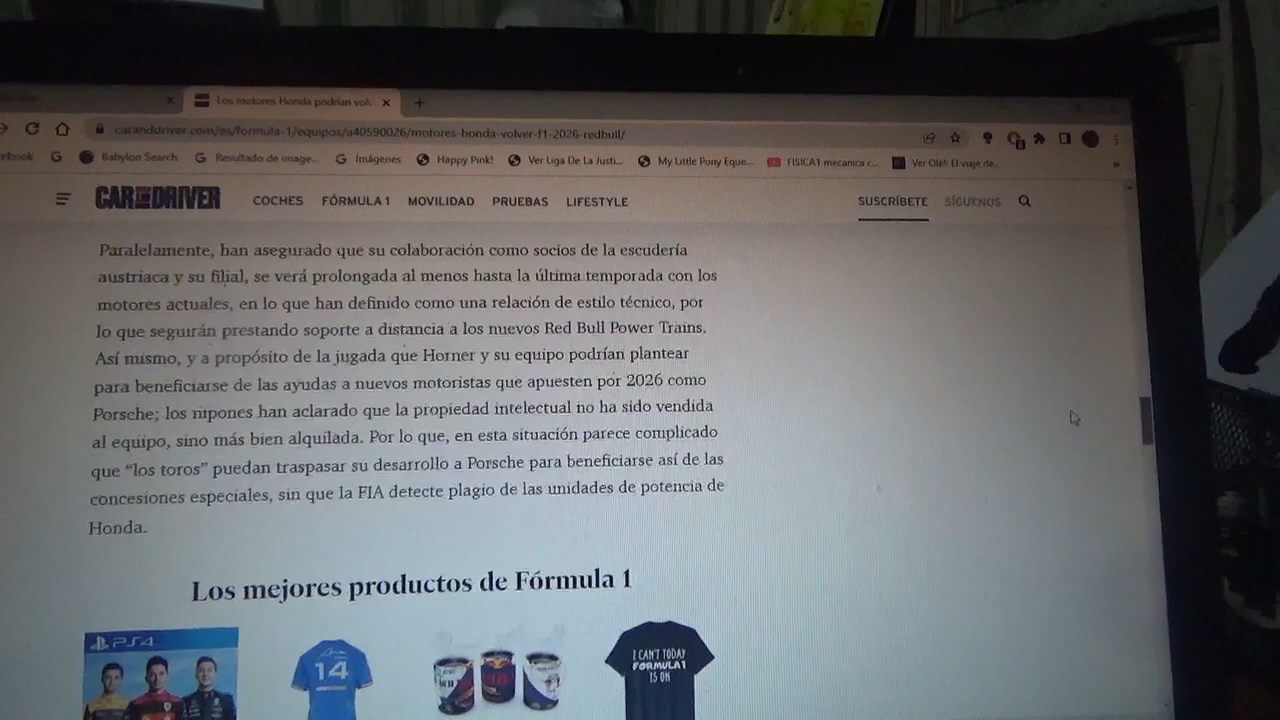 Los motores Honda podrían volv
caranddriver.com/es/formula-1/equipos/a40590026/motores-honda-volver-f1-2026-redbull/
ebook Babylon Search Resultado de image... Imágenes Happy Pink! Ver Liga De La Justi... My Little Pony Eque... FISICA1 mecanica c... Ver Olé!: El viaje de...
CAR AND DRIVER COCHES FÓRMULA 1 MOVILIDAD PRUEBAS LIFESTYLE SUSCRÍBETE SÍGUENOS
Paralelamente, han asegurado que su colaboración como socios de la escudería
austriaca y su filial, se verá prolongada al menos hasta la última temporada con los
motores actuales, en lo que han definido como una relación de estilo técnico, por
lo que seguirán prestando soporte a distancia a los nuevos Red Bull Power Trains.
Así mismo, y a propósito de la jugada que Horner y su equipo podrían plantear
para beneficiarse de las ayudas a nuevos motoristas que apuesten por 2026 como
Porsche; los nipones han aclarado que la propiedad intelectual no ha sido vendida
al equipo, sino más bien alquilada. Por lo que, en esta situación parece complicado
que “los toros” puedan traspasar su desarrollo a Porsche para beneficiarse así de las
concesiones especiales, sin que la FIA detecte plagio de las unidades de potencia de
Honda.
Los mejores productos de Fórmula 1
PS4
14
I CAN'T TODAY
FORMULA 1
IS ON